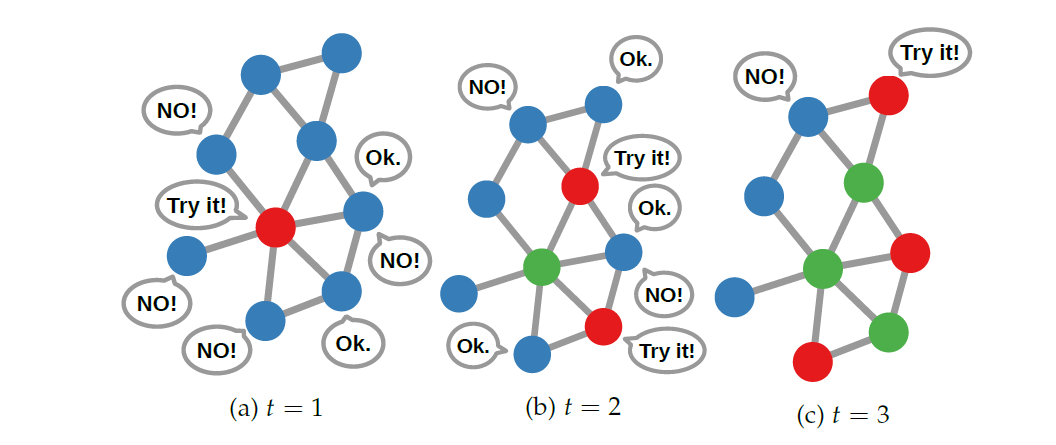 NO!
Ok.
Try it!
NO!
NO!
NO!
Ok.
(a) t = 1
Ok.
NO!
Try it!
Ok.
NO!
Ok.
Try it!
(b) t = 2
Try it!
NO!
(c) t = 3